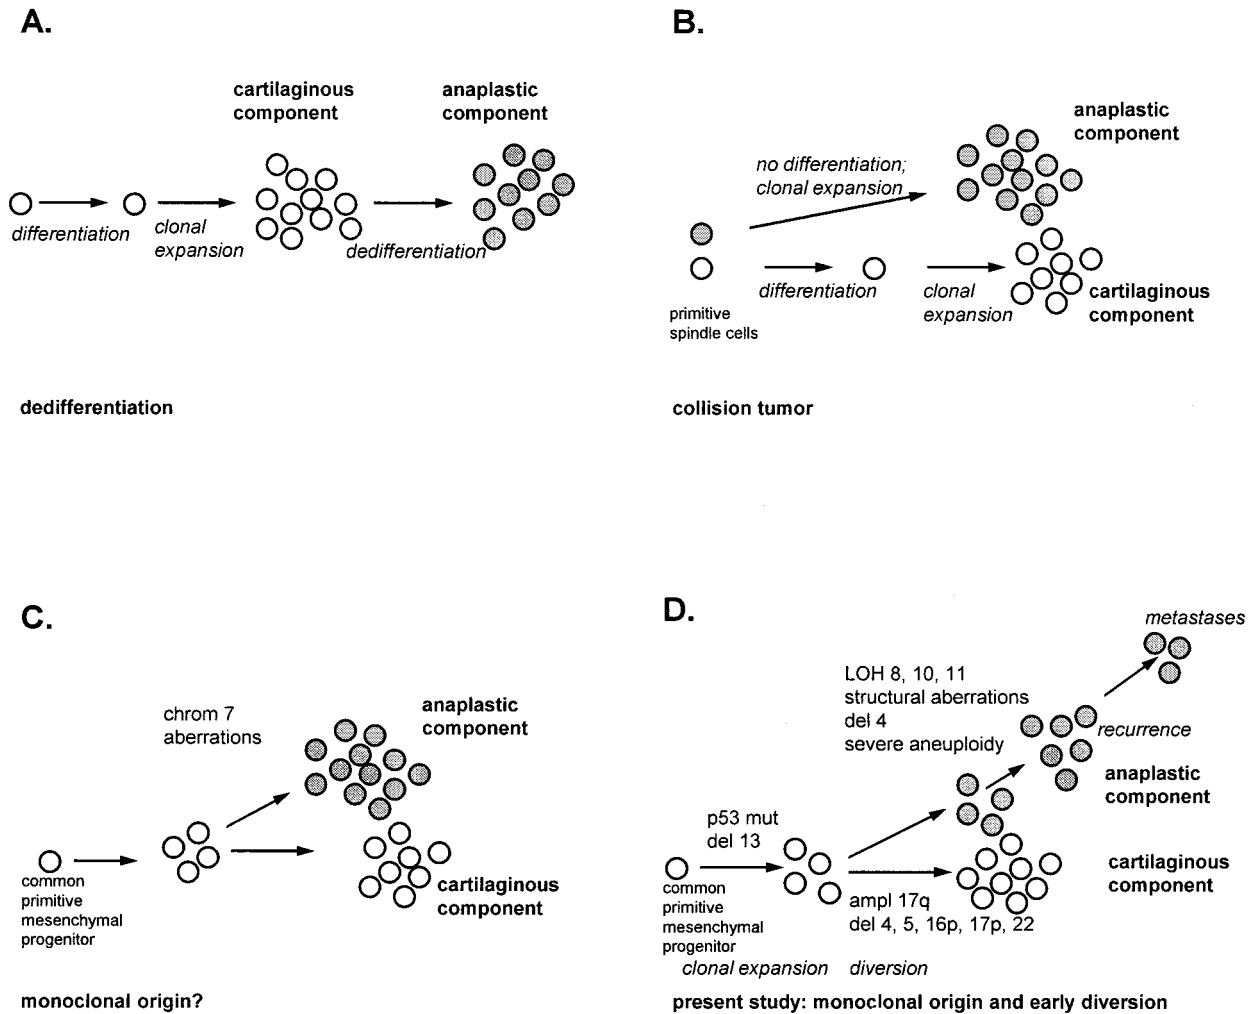 A.
cartilaginous
component
anaplastic
component
differentiation
clonal
expansion
dedifferentiation
dedifferentiation
B.
anaplastic
component
no differentiation;
clonal expansion
differentiation
clonal
expansion
cartilaginous
component
primitive
spindle cells
collision tumor
C.
chrom 7
aberrations
anaplastic
component
common
primitive
mesenchymal
progenitor
cartilaginous
component
monoclonal origin?
D.
metastases
LOH 8, 10, 11
structural aberrations
del 4
severe aneuploidy
recurrence
anaplastic
component
p53 mut
del 13
cartilaginous
component
common
primitive
mesenchymal
progenitor
ampl 17q
del 4, 5, 16p, 17p, 22
clonal expansion
diversion
present study: monoclonal origin and early diversion